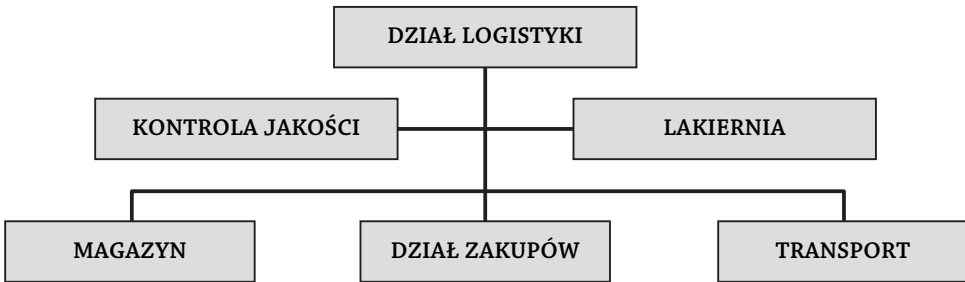 DZIAŁ LOGISTYKI
KONTROLA JAKOŚCI
LAKIERNIA
MAGAZYN
DZIAŁ ZAKUPÓW
TRANSPORT